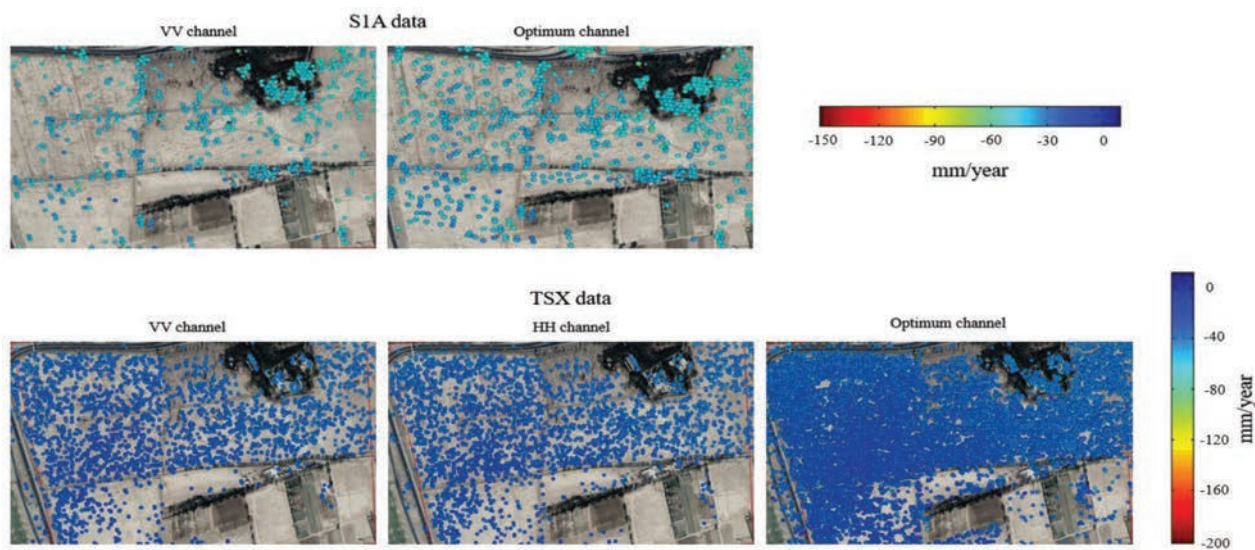 S1A data
VV channel
Optimum channel
-150
-120
-90
-60
-30
0
mm/year
TSX data
VV channel
HH channel
Optimum channel
0
-40
-80
-120
-160
-200
mm/year